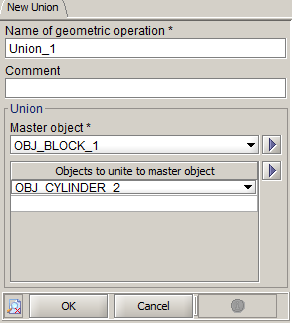 New Union
Name of geometric operation *
Union_1
Comment
Union
Master object *
OBJ_BLOCK_1
Objects to unite to master object
OBJ_CYLINDER_2
OK
Cancel